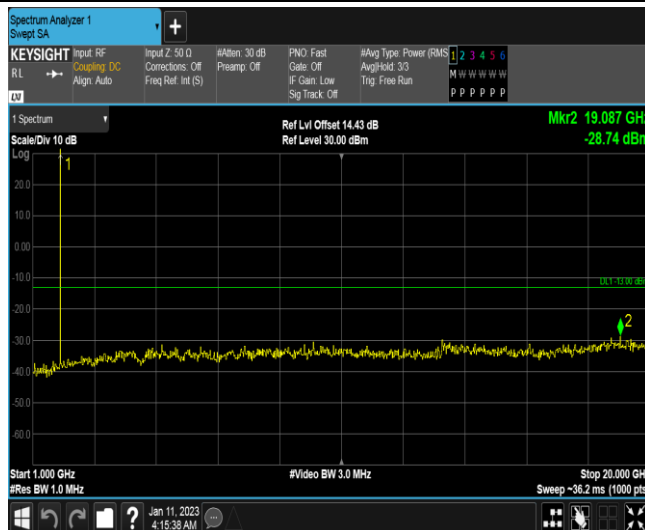 Spectrum Analyzer 1
Swept SA
+
KEYSIGHT Input: RF Input Z: 50 Ω #Atten: 30 dB PNO: Fast #Avg Type: Power (RMS 1 2 3 4 5 6
RL Coupling: DC Corrections: Off Preamp: Off Gate: Off Avg|Hold: 3/3 M W W W W W
Align: Auto Freq Ref: Int (S) IF Gain: Low Trig: Free Run
Sig Track: Off P P P P P P
LXI
1 Spectrum Ref Lvl Offset 14.43 dB Mkr2 19.087 GH
Scale/Div 10 dB Ref Level 30.00 dBm -28.74 dBm
Log
1
20.0
10.0
0.00
-10.0 DL1 -13.00 dBm
-20.0
2
-30.0
-40.0
-50.0
-60.0
Start 1.000 GHz #Video BW 3.0 MHz Stop 20.000 GH
#Res BW 1.0 MHz Sweep ~36.2 ms (1000 pts
? Jan 11, 2023
4:15:38 AM